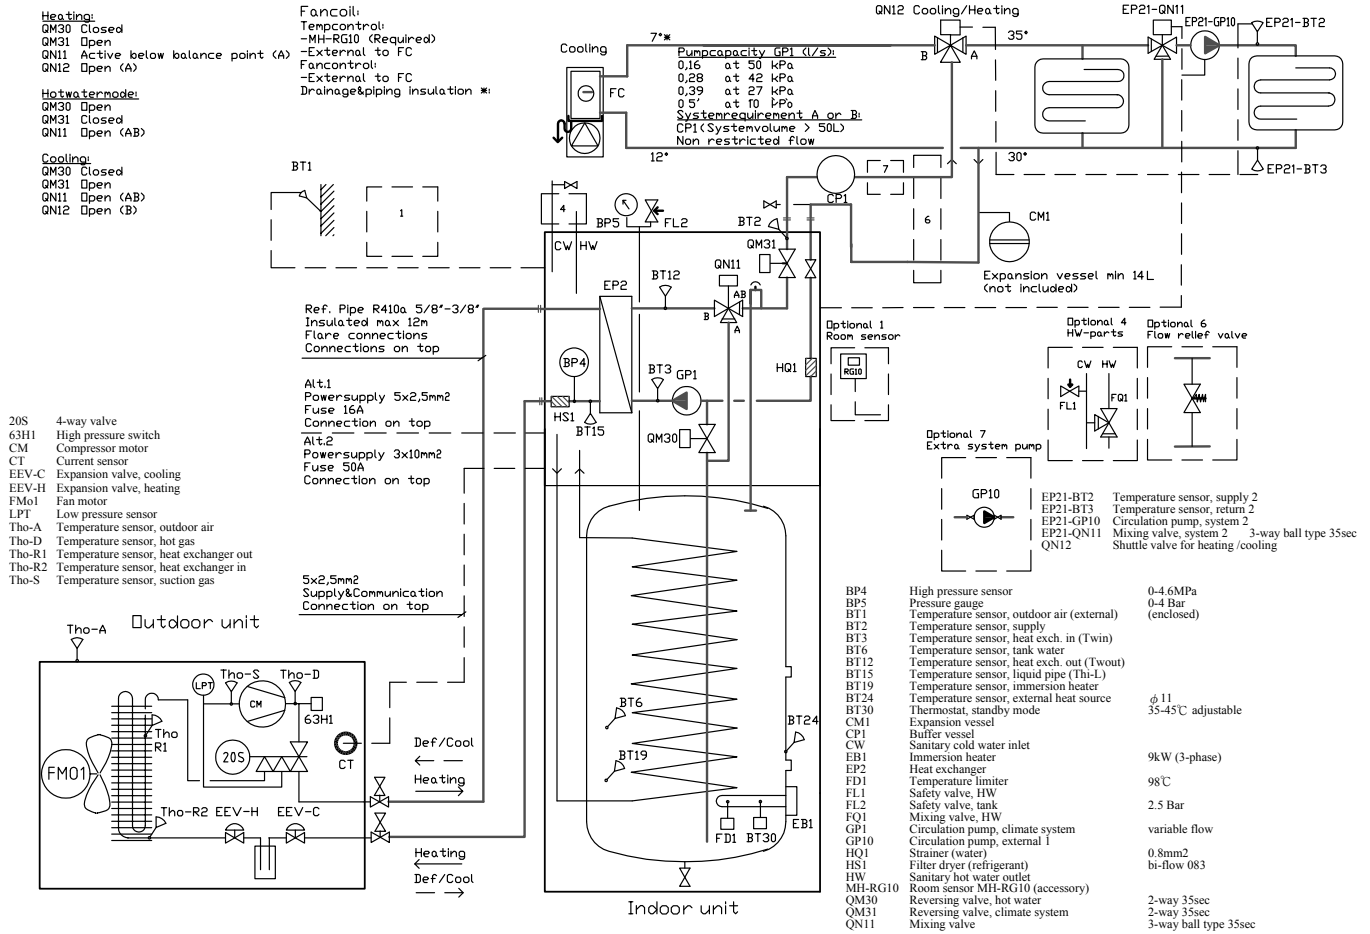 Heating:
QM30 Closed
QM31 Open
QN11 Active below balance point (A)
QN12 Open (A)
Hotwatermode:
QM30 Open
QM31 Closed
QN11 Open (AB)
Cooling:
QM30 Closed
QM31 Open
QN11 Open (AB)
QN12 Open (B)
Fancoil:
Tempcontrol:
-MH-RG10 (Required)
-External to FC
Fancontrol:
-External to FC
Drainage&piping insulation *:
Cooling
FC
7°*
12°
Pumpcapacity GP1 (l/s):
0,16 at 50 kPa
0,28 at 42 kPa
0,39 at 27 kPa
at 10 kPa
Systemrequirement A or B:
CP1(Systemvolume > 50L)
Non restricted flow
QN12 Cooling/Heating
B
A
35°
30°
EP21-QN11
EP21-GP10
EP21-BT2
EP21-BT3
BT1
1
4
BP5
FL2
CW
HW
BT2
CP1
7
6
CM1
Expansion vessel min 14L
(not included)
QM31
QN11
AB
B
A
BT12
EP2
Ref. Pipe R410a 5/8"-3/8"
Insulated max 12m
Flare connections
Connections on top
BP4
BT3
GP1
HQ1
HS1
BT15
QM30
Alt.1
Powersupply 5x2,5mm2
Fuse 16A
Connection on top
Alt.2
Powersupply 3x10mm2
Fuse 50A
Connection on top
5x2,5mm2
Supply&Communication
Connection on top
Optional 1
Room sensor
RG10
Optional 4
HW-parts
CW
HW
FL1
FQ1
Optional 6
Flow relief valve
Optional 7
Extra system pump
GP10
20S 4-way valve
63H1 High pressure switch
CM Compressor motor
CT Current sensor
EEV-C Expansion valve, cooling
EEV-H Expansion valve, heating
FMo1 Fan motor
LPT Low pressure sensor
Tho-A Temperature sensor, outdoor air
Tho-D Temperature sensor, hot gas
Tho-R1 Temperature sensor, heat exchanger out
Tho-R2 Temperature sensor, heat exchanger in
Tho-S Temperature sensor, suction gas
EP21-BT2 Temperature sensor, supply 2
EP21-BT3 Temperature sensor, return 2
EP21-GP10 Circulation pump, system 2
EP21-QN11 Mixing valve, system 2 3-way ball type 35sec
QN12 Shuttle valve for heating /cooling
Outdoor unit
Tho-A
LPT
Tho-S
Tho-D
CM
63H1
Tho
R1
20S
CT
FMO1
Tho-R2
EEV-H
EEV-C
Def/Cool
Heating
Heating
Def/Cool
BT6
BT19
BT24
FD1
BT30
EB1
Indoor unit
BP4 High pressure sensor 0-4.6MPa
BP5 Pressure gauge 0-4 Bar
BT1 Temperature sensor, outdoor air (external) (enclosed)
BT2 Temperature sensor, supply
BT3 Temperature sensor, heat exch. in (Twin)
BT6 Temperature sensor, tank water
BT12 Temperature sensor, heat exch. out (Twout)
BT15 Temperature sensor, liquid pipe (Thi-L)
BT19 Temperature sensor, immersion heater
BT24 Temperature sensor, external heat source ϕ 11
BT30 Thermostat, standby mode 35-45℃ adjustable
CM1 Expansion vessel
CP1 Buffer vessel
CW Sanitary cold water inlet
EB1 Immersion heater 9kW (3-phase)
EP2 Heat exchanger
FD1 Temperature limiter 98℃
FL1 Safety valve, HW
FL2 Safety valve, tank 2.5 Bar
FQ1 Mixing valve, HW
GP1 Circulation pump, climate system variable flow
GP10 Circulation pump, external 1
HQ1 Strainer (water) 0.8mm2
HS1 Filter dryer (refrigerant) bi-flow 083
HW Sanitary hot water outlet
MH-RG10 Room sensor MH-RG10 (accessory)
QM30 Reversing valve, hot water 2-way 35sec
QM31 Reversing valve, climate system 2-way 35sec
QN11 Mixing valve 3-way ball type 35sec